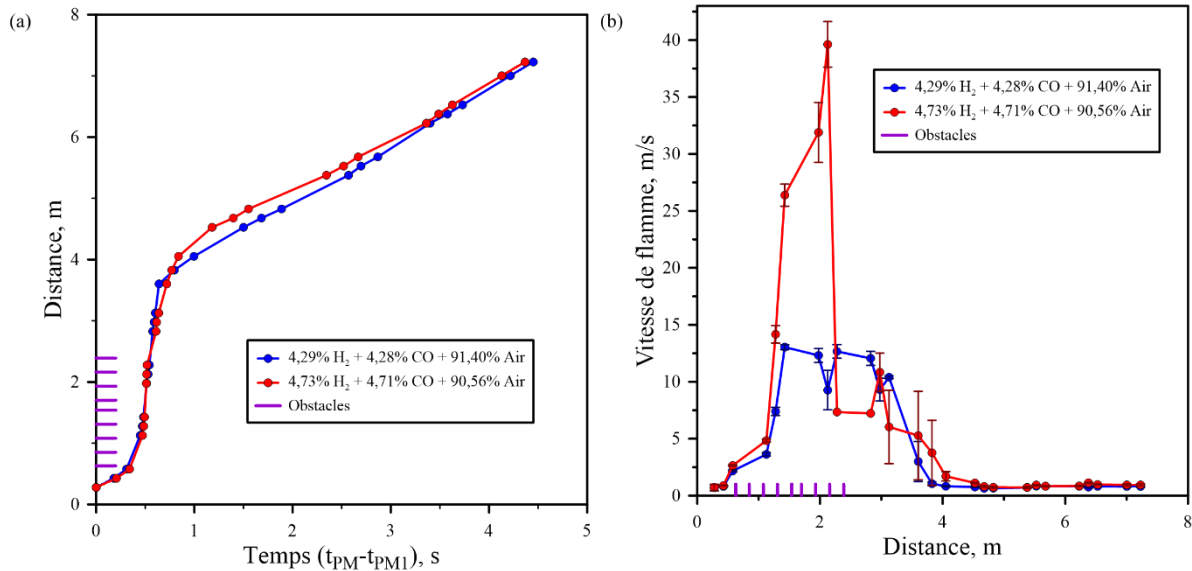 (a)
8
6
4
2
0
Distance, m
0
1
2
3
4
5
Temps (tPM-tPM1), s
4,29% H2 + 4,28% CO + 91,40% Air
4,73% H2 + 4,71% CO + 90,56% Air
Obstacles
(b)
40
35
30
25
20
15
10
5
0
Vitesse de flamme, m/s
0
2
4
6
8
Distance, m
4,29% H2 + 4,28% CO + 91,40% Air
4,73% H2 + 4,71% CO + 90,56% Air
Obstacles